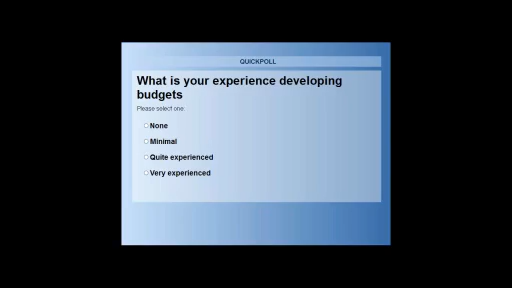 QUICKPOLL
What is your experience developing
budgets
Please select one:
None
Minimal
Quite experienced
Very experienced